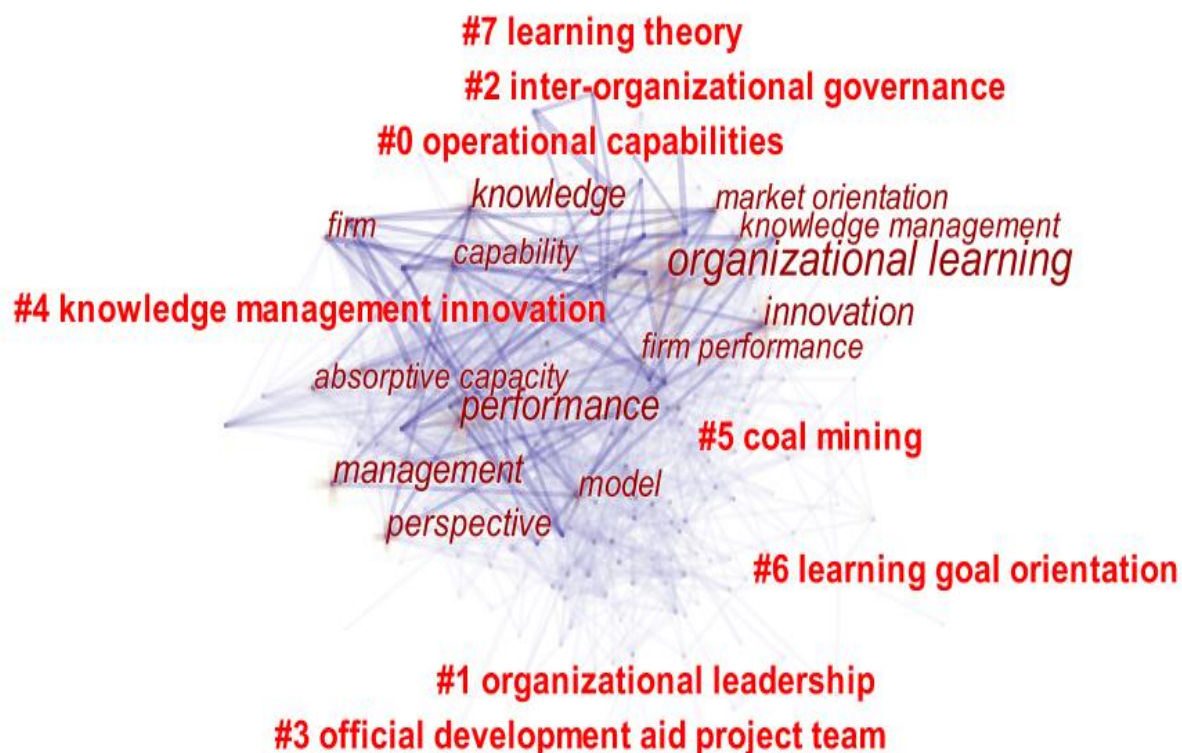 #7 learning theory
#2 inter-organizational governance
#0 operational capabilities
knowledge
market orientation
firm
knowledge management
capability
organizational learning
#4 knowledge management innovation
innovation
firm performance
absorptive capacity
performance
#5 coal mining
management
model
perspective
#6 learning goal orientation
#1 organizational leadership
#3 official development aid project team